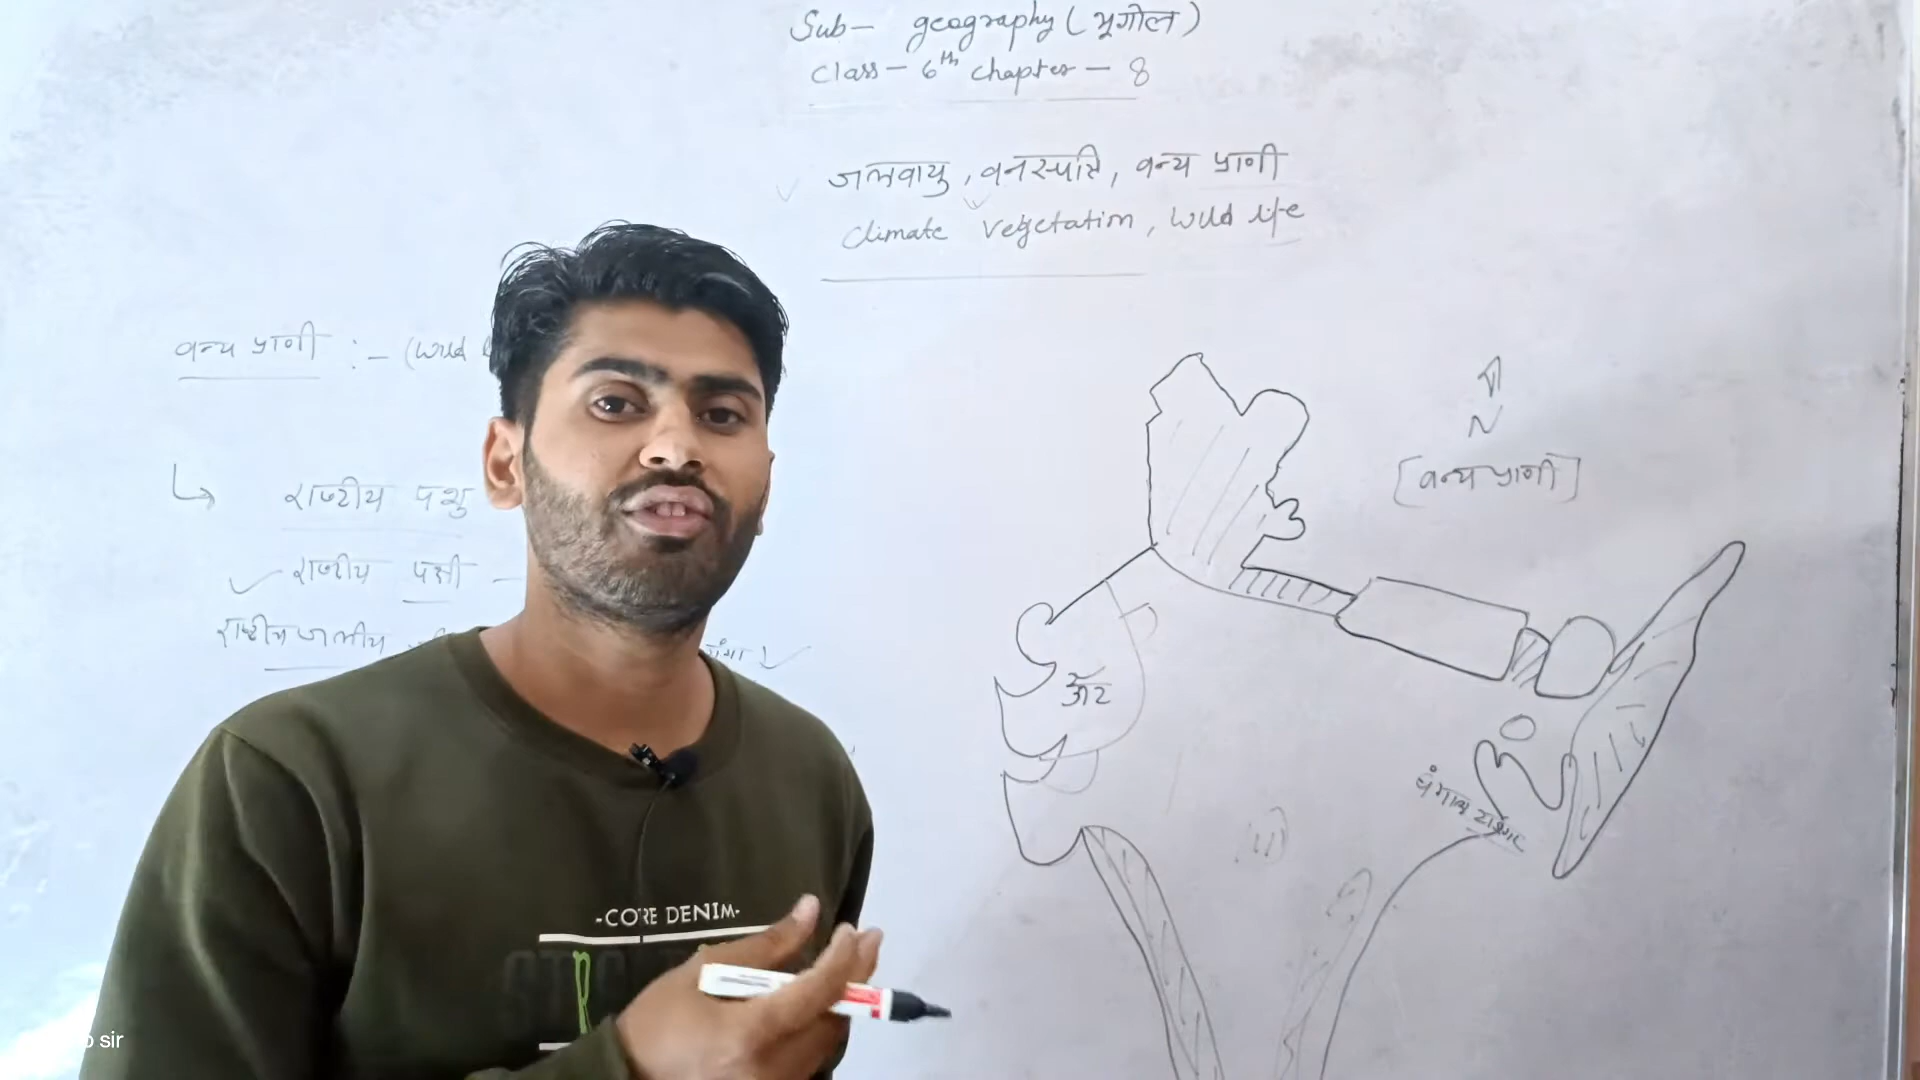 Sub- geography (भूगोल)
Class - 6th Chapter - 8
जलवायु, वनस्पति, वन्य प्राणी
Climate Vegetation, Wild life
वन्य प्राणी :- (Wild
राष्ट्रीय पशु
राष्ट्रीय पक्षी -
राष्ट्रीय जलीय
गंगा
N
[वन्य प्राणी]
ऊँट
-CORE DENIM-
sir